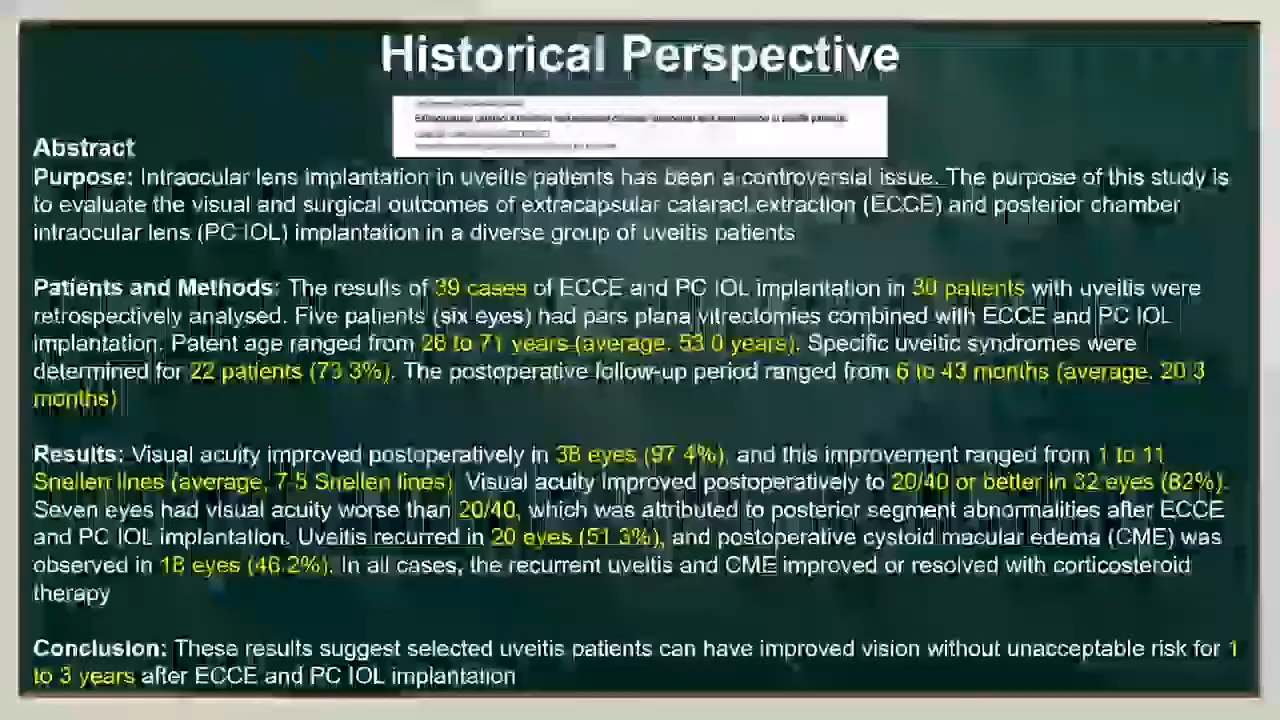 Historical Perspective
Abstract
Purpose: Intraocular lens implantation in uveitis patients has been a controversial issue. The purpose of this study is
to evaluate the visual and surgical outcomes of extracapsular cataract extraction (ECCE) and posterior chamber
intraocular lens (PC IOL) implantation in a diverse group of uveitis patients
Patients and Methods: The results of 39 cases of ECCE and PC IOL implantation in 30 patients with uveitis were
retrospectively analysed. Five patients (six eyes) had pars plana vitrectomies combined with ECCE and PC IOL
implantation. Patent age ranged from 26 to 71 years (average. 53.0 years). Specific uveitic syndromes were
determined for 22 patients (73.3%). The postoperative follow-up period ranged from 6 to 43 months (average. 20.3
months)
Results: Visual acuity improved postoperatively in 38 eyes (97.4%), and this improvement ranged from 1 to 11
Snellen lines (average, 7.5 Snellen lines) Visual acuity improved postoperatively to 20/40 or better in 32 eyes (82%).
Seven eyes had visual acuity worse than 20/40, which was attributed to posterior segment abnormalities after ECCE
and PC IOL implantation. Uveitis recurred in 20 eyes (51.3%), and postoperative cystoid macular edema (CME) was
observed in 18 eyes (46.2%). In all cases, the recurrent uveitis and CME improved or resolved with corticosteroid
therapy
Conclusion: These results suggest selected uveitis patients can have improved vision without unacceptable risk for 1
to 3 years after ECCE and PC IOL implantation